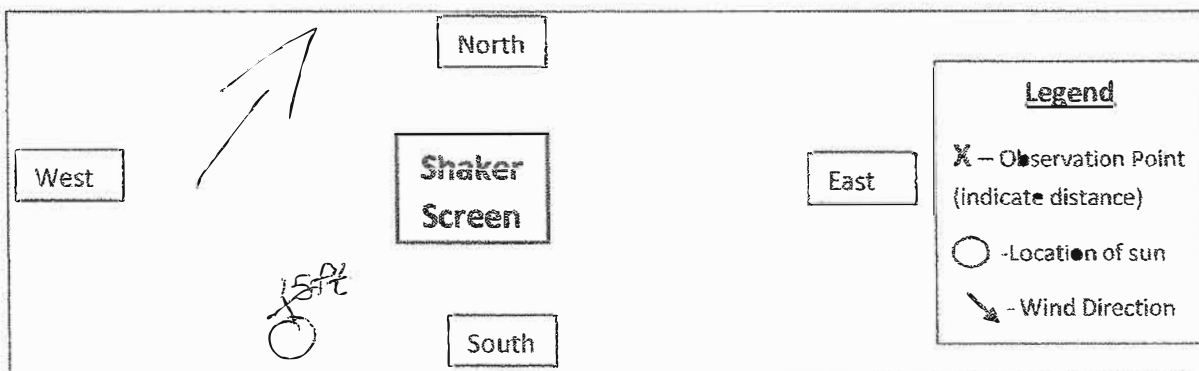 North
Legend
West
Shaker
Screen
East
X – Observation Point
(indicate distance)
-Location of sun
- Wind Direction
15ft
X
South